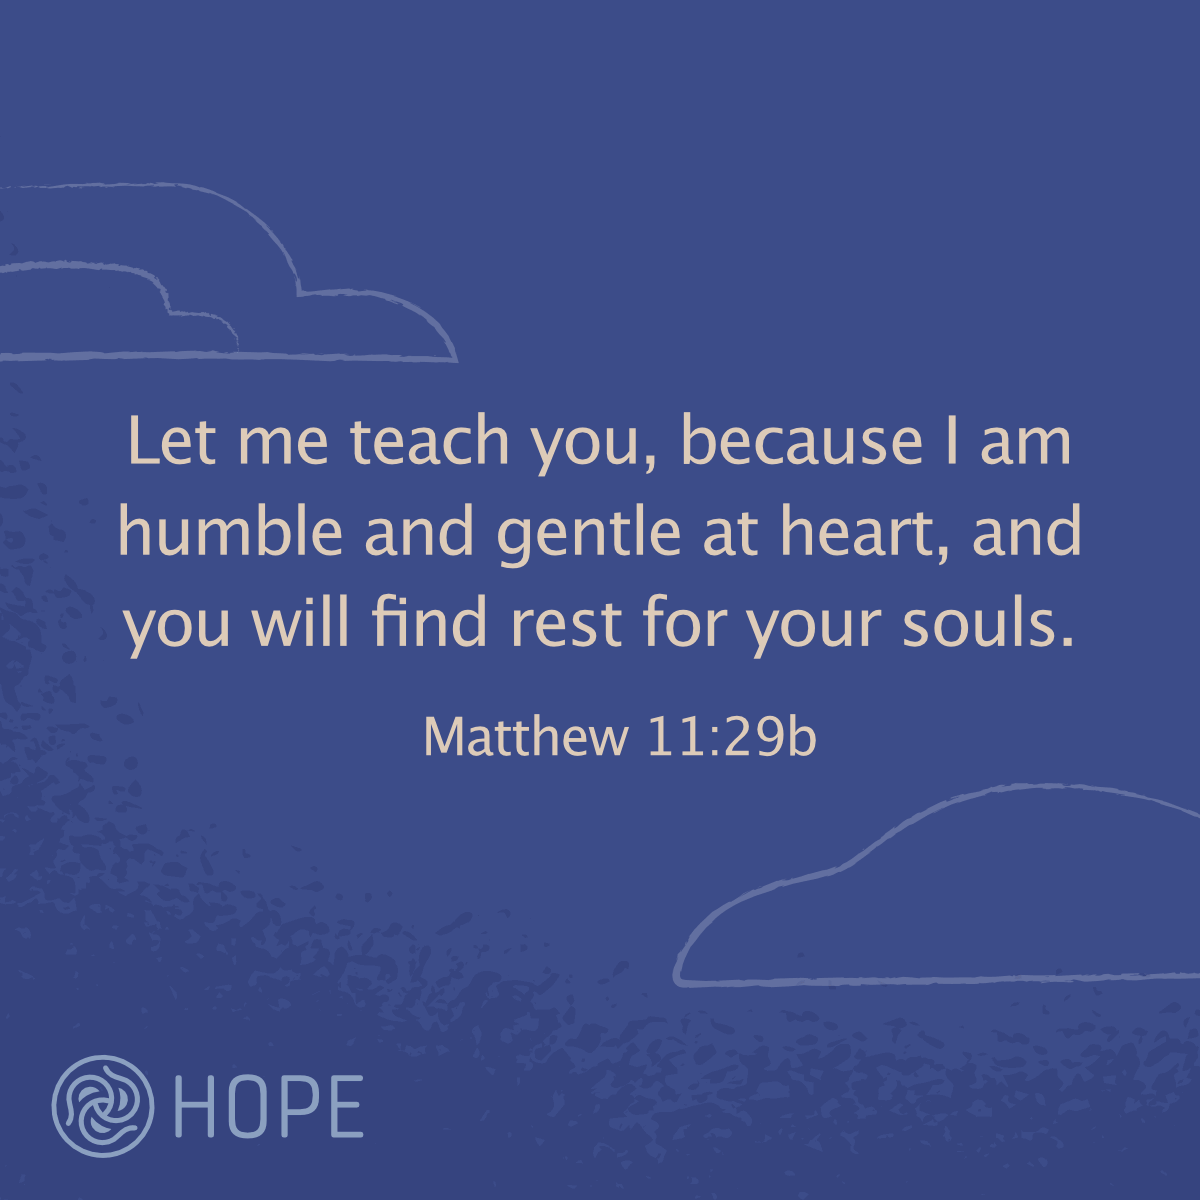 Let me teach you, because I am
humble and gentle at heart, and
you will find rest for your souls.
Matthew 11:29b
HOPE